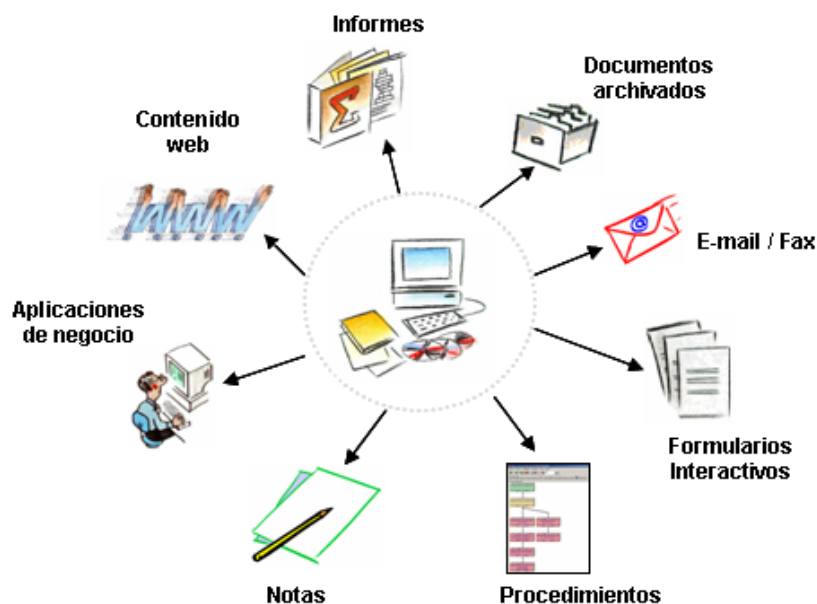 Informes
Documentos
archivados
Contenido
web
E-mail / Fax
Aplicaciones
de negocio
Formularios
Interactivos
Notas
Procedimientos